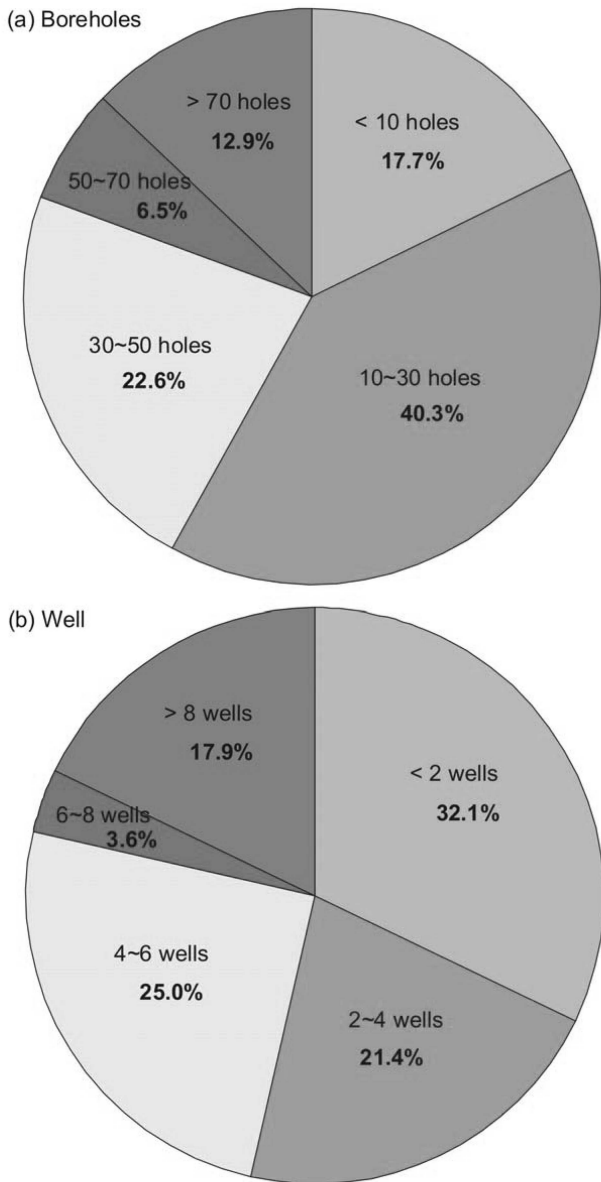 (a) Boreholes
> 70 holes
12.9%
< 10 holes
17.7%
50~70 holes
6.5%
30~50 holes
22.6%
10~30 holes
40.3%
(b) Well
> 8 wells
17.9%
< 2 wells
32.1%
6~8 wells
3.6%
4~6 wells
25.0%
2~4 wells
21.4%